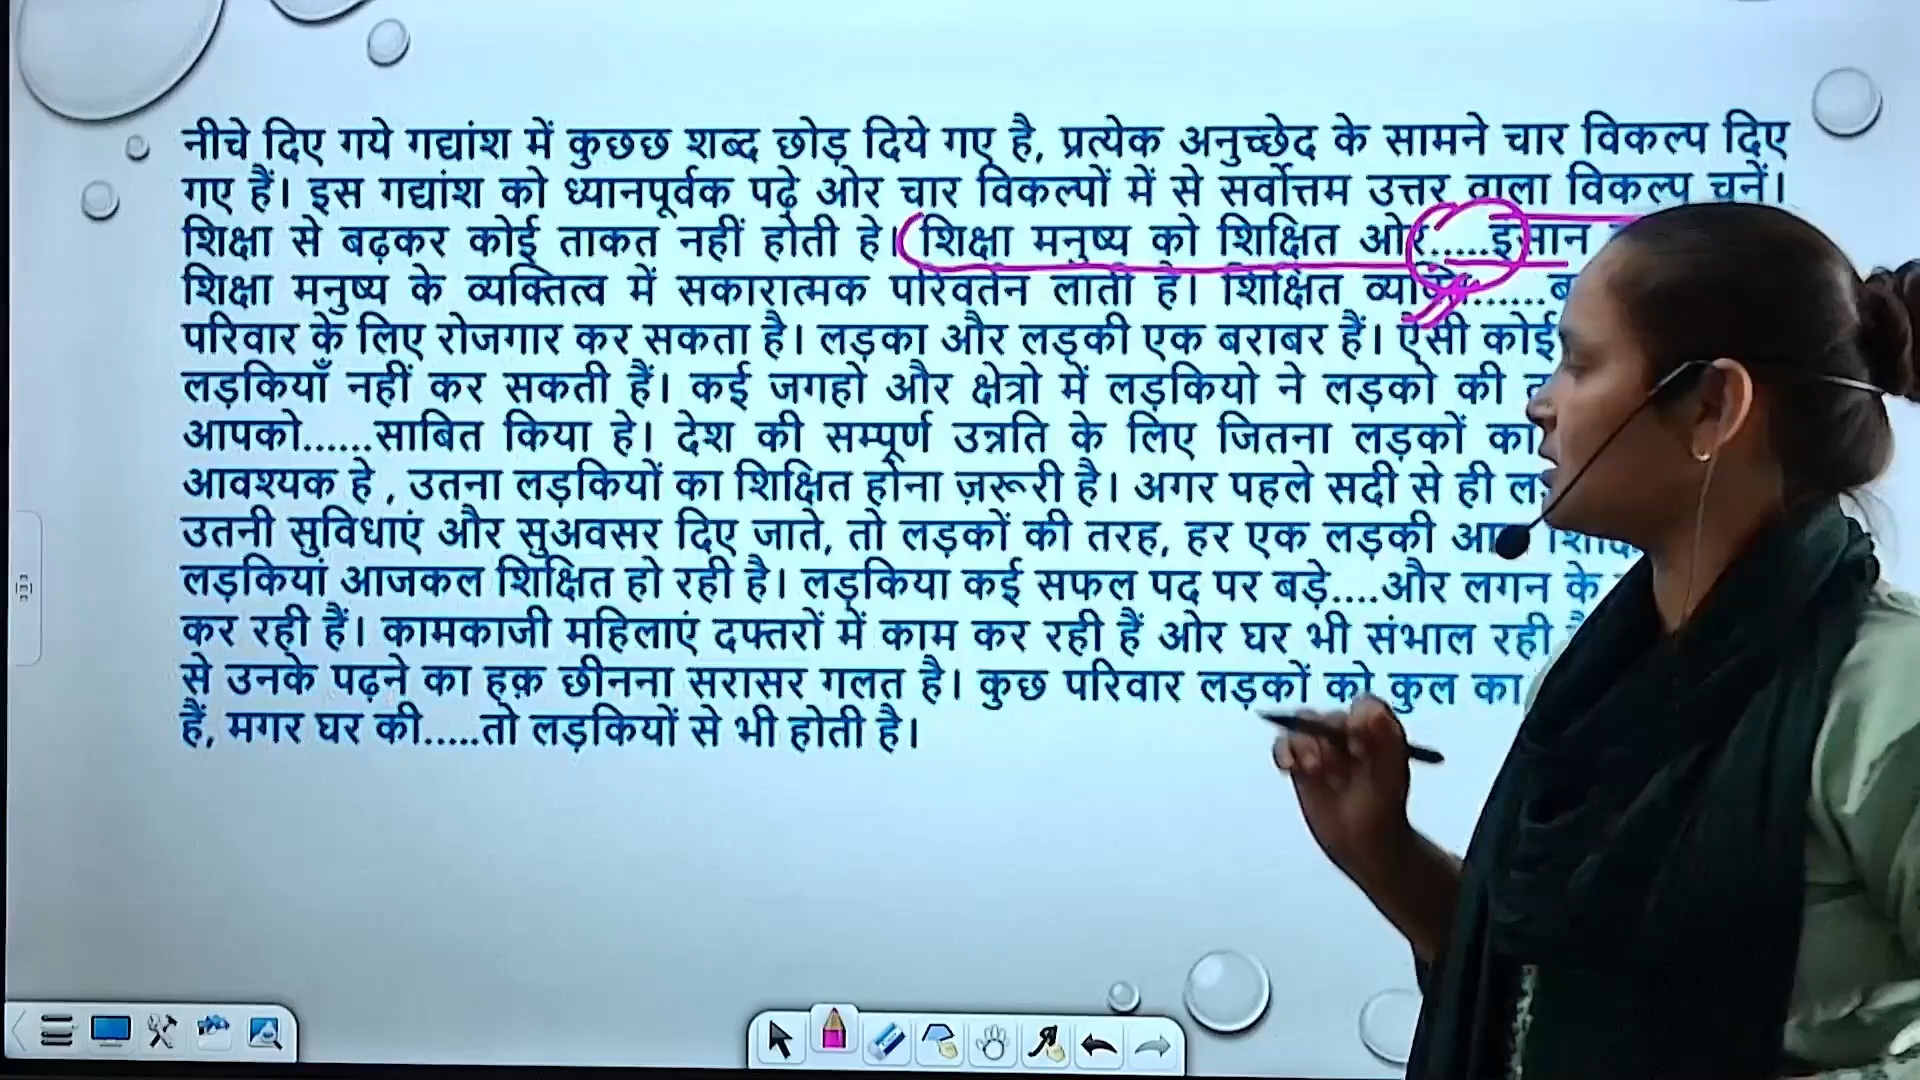 नीचे दिए गये गद्यांश में कुछछ शब्द छोड़ दिये गए है, प्रत्येक अनुच्छेद के सामने चार विकल्प दिए
गए हैं। इस गद्यांश को ध्यानपूर्वक पढ़े ओर चार विकल्पों में से सर्वोत्तम उत्तर वाला विकल्प चुनें।
शिक्षा से बढ़कर कोई ताकत नहीं होती हे। शिक्षा मनुष्य को शिक्षित ओर.....इंसान
शिक्षा मनुष्य के व्यक्तित्व में सकारात्मक परिवर्तन लाती है। शिक्षित
परिवार के लिए रोजगार कर सकता है। लड़का और लड़की एक बराबर हैं। ऐसी कोई
लड़कियाँ नहीं कर सकती हैं। कई जगहो और क्षेत्रो में लड़कियो ने लड़को की
आपको......साबित किया हे। देश की सम्पूर्ण उन्नति के लिए जितना लड़कों का
आवश्यक हे , उतना लड़कियों का शिक्षित होना ज़रूरी है। अगर पहले सदी से ही
उतनी सुविधाएं और सुअवसर दिए जाते, तो लड़कों की तरह, हर एक लड़की
लड़कियां आजकल शिक्षित हो रही है। लड़किया कई सफल पद पर बड़े....और लगन के
कर रही हैं। कामकाजी महिलाएं दफ्तरों में काम कर रही हैं ओर घर भी संभाल रही
से उनके पढ़ने का हक़ छीनना सरासर गलत है। कुछ परिवार लड़कों को कुल का
हैं, मगर घर की.....तो लड़कियों से भी होती है।